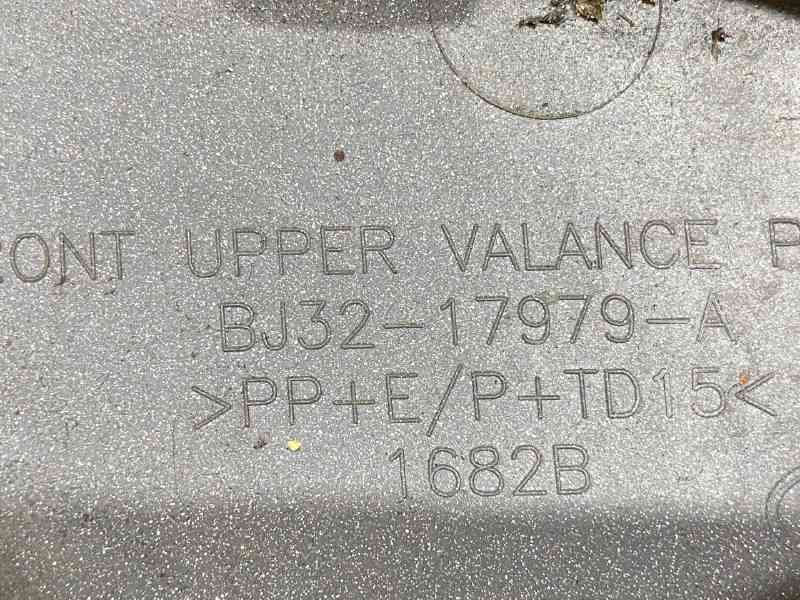 RONT UPPER VALANCE P
BJ32-17979-A
>PP+E/P+TD15<
1682B